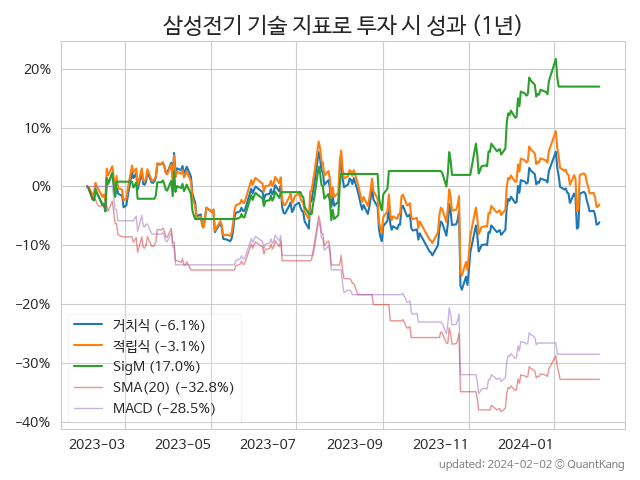 삼성전기 기술 지표로 투자 시 성과 (1년)
20%
10%
0%
−10%
−20%
−30%
−40%
거치식 (−6.1%)
적립식 (−3.1%)
SigM (17.0%)
SMA(20) (−32.8%)
MACD (−28.5%)
2023-03 2023-05 2023-07 2023-09 2023-11 2024-01
updated: 2024-02-02 © QuantKang